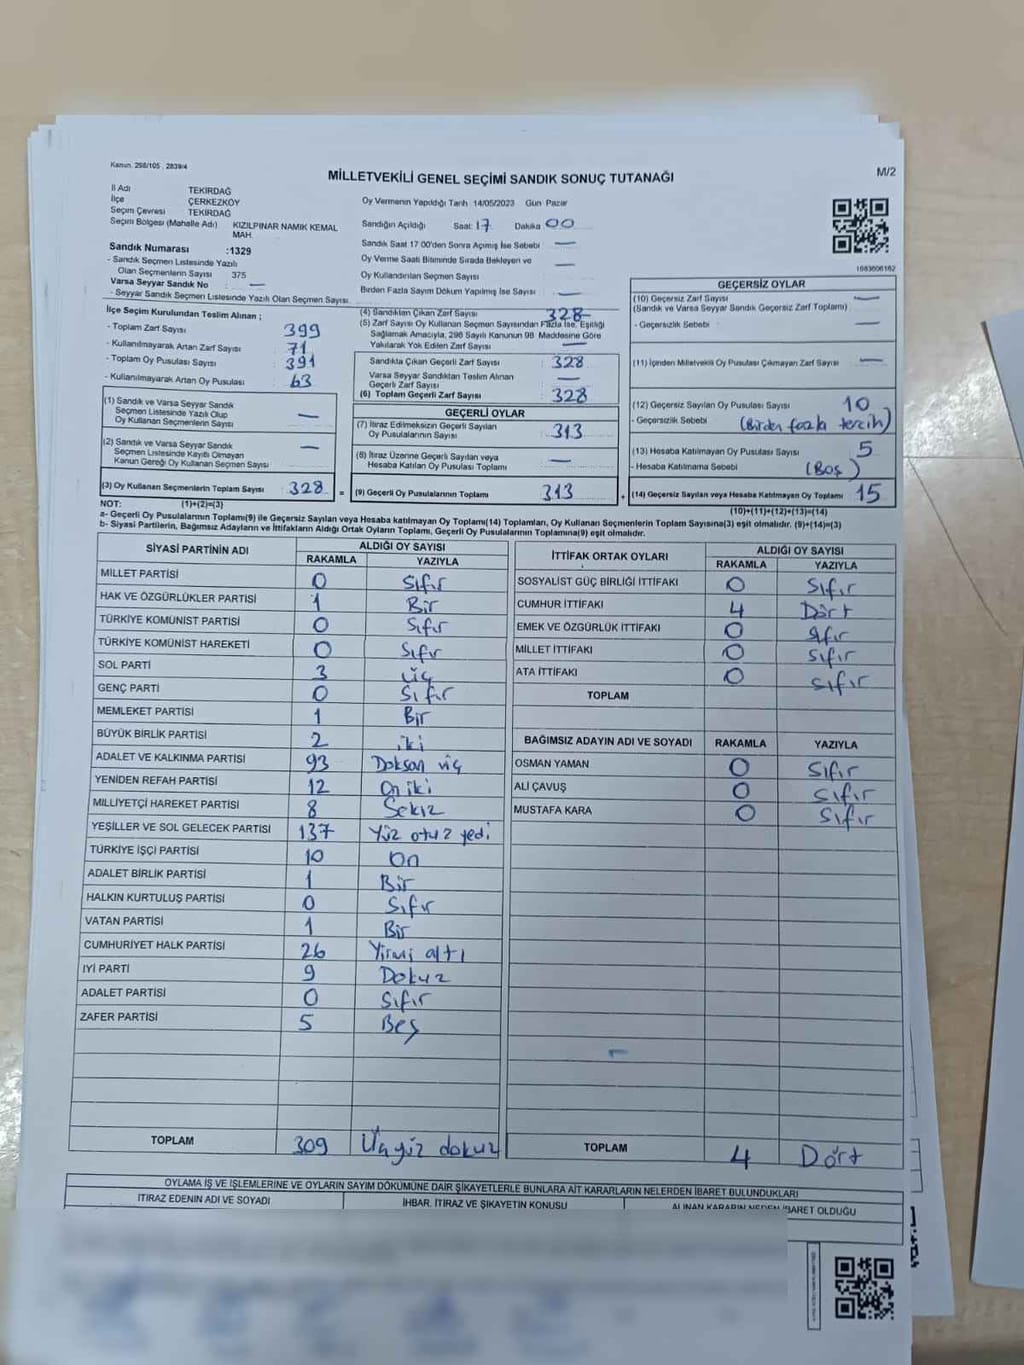 Kanun. 298/105 , 2839/4
M/2
MİLLETVEKİLİ GENEL SEÇİMİ SANDIK SONUÇ TUTANAĞI
İl Adı TEKİRDAĞ
İlçe ÇERKEZKÖY
Seçim Çevresi TEKİRDAĞ
Seçim Bölgesi (Mahalle Adı) KIZILPINAR NAMIK KEMAL
MAH.
Sandık Numarası :1329
- Sandık Seçmen Listesinde Yazılı
Olan Seçmenlerin Sayısı 375
Varsa Seyyar Sandık No —
- Seyyar Sandık Seçmen Listesinde Yazılı Olan Seçmen Sayısı
Oy Vermenin Yapıldığı Tarih 14/05/2023 Gün Pazar
Sandığın Açıldığı Saat: 17 Dakika 00
Sandık Saat 17 00'den Sonra Açılmış İse Sebebi —
Oy Verme Saati Bitiminde Sırada Bekleyen ve —
Oy Kullandırılan Seçmen Sayısı
Birden Fazla Sayım Döküm Yapılmış İse Sayısı —
İlçe Seçim Kurulundan Teslim Alınan ;
- Toplam Zarf Sayısı : 399
- Kullanılmayarak Artan Zarf Sayısı : 71
- Toplam Oy Pusulası Sayısı : 391
- Kullanılmayarak Artan Oy Pusulası : 63
(1) Sandık ve Varsa Seyyar Sandık
Seçmen Listesinde Yazılı Olup
Oy Kullanan Seçmenlerin Sayısı —
(2) Sandık ve Varsa Seyyar Sandık
Seçmen Listesinde Kayıtlı Olmayan
Kanun Gereği Oy Kullanan Seçmen Sayısı —
(3) Oy Kullanan Seçmenlerin Toplam Sayısı 328
(4) Sandıktan Çıkan Zarf Sayısı 328
(5) Zarf Sayısı Oy Kullanan Seçmen Sayısından Fazla İse, Eşitliği
Sağlamak Amacıyla, 298 Sayılı Kanunun 98 Maddesine Göre
Yakılarak Yok Edilen Zarf Sayısı —
Sandıkta Çıkan Geçerli Zarf Sayısı 328
Varsa Seyyar Sandıktan Teslim Alınan
Geçerli Zarf Sayısı —
(6) Toplam Geçerli Zarf Sayısı 328
GEÇERLİ OYLAR
(7) İtiraz Edilmeksizin Geçerli Sayılan
Oy Pusulalarının Sayısı 313
(8) İtiraz Üzerine Geçerli Sayılan veya
Hesaba Katılan Oy Pusulası Toplamı —
= (9) Geçerli Oy Pusulalarının Toplamı 313
GEÇERSİZ OYLAR
(10) Geçersiz Zarf Sayısı —
(Sandık ve Varsa Seyyar Sandık Geçersiz Zarf Toplamı)
- Geçersizlik Sebebi —
(11) İçinden Milletvekili Oy Pusulası Çıkmayan Zarf Sayısı —
(12) Geçersiz Sayılan Oy Pusulası Sayısı 10
- Geçersizlik Sebebi (Birden fazla tercih)
(13) Hesaba Katılmayan Oy Pusulası Sayısı 5
- Hesaba Katılmama Sebebi (Boş)
+ (14) Geçersiz Sayılan veya Hesaba Katılmayan Oy Toplamı 15
NOT: (1)+(2)=(3) (10)+(11)+(12)+(13)=(14)
a- Geçerli Oy Pusulalarının Toplamı(9) ile Geçersiz Sayılan veya Hesaba katılmayan Oy Toplamı(14) Toplamları, Oy Kullanan Seçmenlerin Toplam Sayısına(3) eşit olmalıdır. (9)+(14)=(3)
b- Siyasi Partilerin, Bağımsız Adayların ve İttifakların Aldığı Ortak Oyların Toplamı, Geçerli Oy Pusulalarının Toplamına(9) eşit olmalıdır.
SİYASİ PARTİNİN ADI ALDIĞI OY SAYISI
RAKAMLA YAZIYLA
MİLLET PARTİSİ 0 Sıfır
HAK VE ÖZGÜRLÜKLER PARTİSİ 1 Bir
TÜRKİYE KOMÜNİST PARTİSİ 0 Sıfır
TÜRKİYE KOMÜNİST HAREKETİ 0 Sıfır
SOL PARTİ 3 üç
GENÇ PARTİ 0 Sıfır
MEMLEKET PARTİSİ 1 Bir
BÜYÜK BİRLİK PARTİSİ 2 iki
ADALET VE KALKINMA PARTİSİ 93 Doksan üç
YENİDEN REFAH PARTİSİ 12 On iki
MİLLİYETÇİ HAREKET PARTİSİ 8 Sekiz
YEŞİLLER VE SOL GELECEK PARTİSİ 137 Yüz otuz yedi
TÜRKİYE İŞÇİ PARTİSİ 10 On
ADALET BİRLİK PARTİSİ 1 Bir
HALKIN KURTULUŞ PARTİSİ 0 Sıfır
VATAN PARTİSİ 1 Bir
CUMHURİYET HALK PARTİSİ 26 Yirmi altı
İYİ PARTİ 9 Dokuz
ADALET PARTİSİ 0 Sıfır
ZAFER PARTİSİ 5 Beş
TOPLAM 309 Üçyüz dokuz
İTTİFAK ORTAK OYLARI ALDIĞI OY SAYISI
RAKAMLA YAZIYLA
SOSYALİST GÜÇ BİRLİĞİ İTTİFAKI 0 Sıfır
CUMHUR İTTİFAKI 4 Dört
EMEK VE ÖZGÜRLÜK İTTİFAKI 0 Sıfır
MİLLET İTTİFAKI 0 Sıfır
ATA İTTİFAKI 0 Sıfır
TOPLAM
BAĞIMSIZ ADAYIN ADI VE SOYADI RAKAMLA YAZIYLA
OSMAN YAMAN 0 Sıfır
ALİ ÇAVUŞ 0 Sıfır
MUSTAFA KARA 0 Sıfır
TOPLAM 4 Dört
OYLAMA İŞ VE İŞLEMLERİNE VE OYLARIN SAYIM DÖKÜMÜNE DAİR ŞİKAYETLERLE BUNLARA AİT KARARLARIN NELERDEN İBARET BULUNDUKLARI
İTİRAZ EDENİN ADI VE SOYADI İHBAR, İTİRAZ VE ŞİKAYETİN KONUSU ALINAN KARARIN NEDEN İBARET OLDUĞU